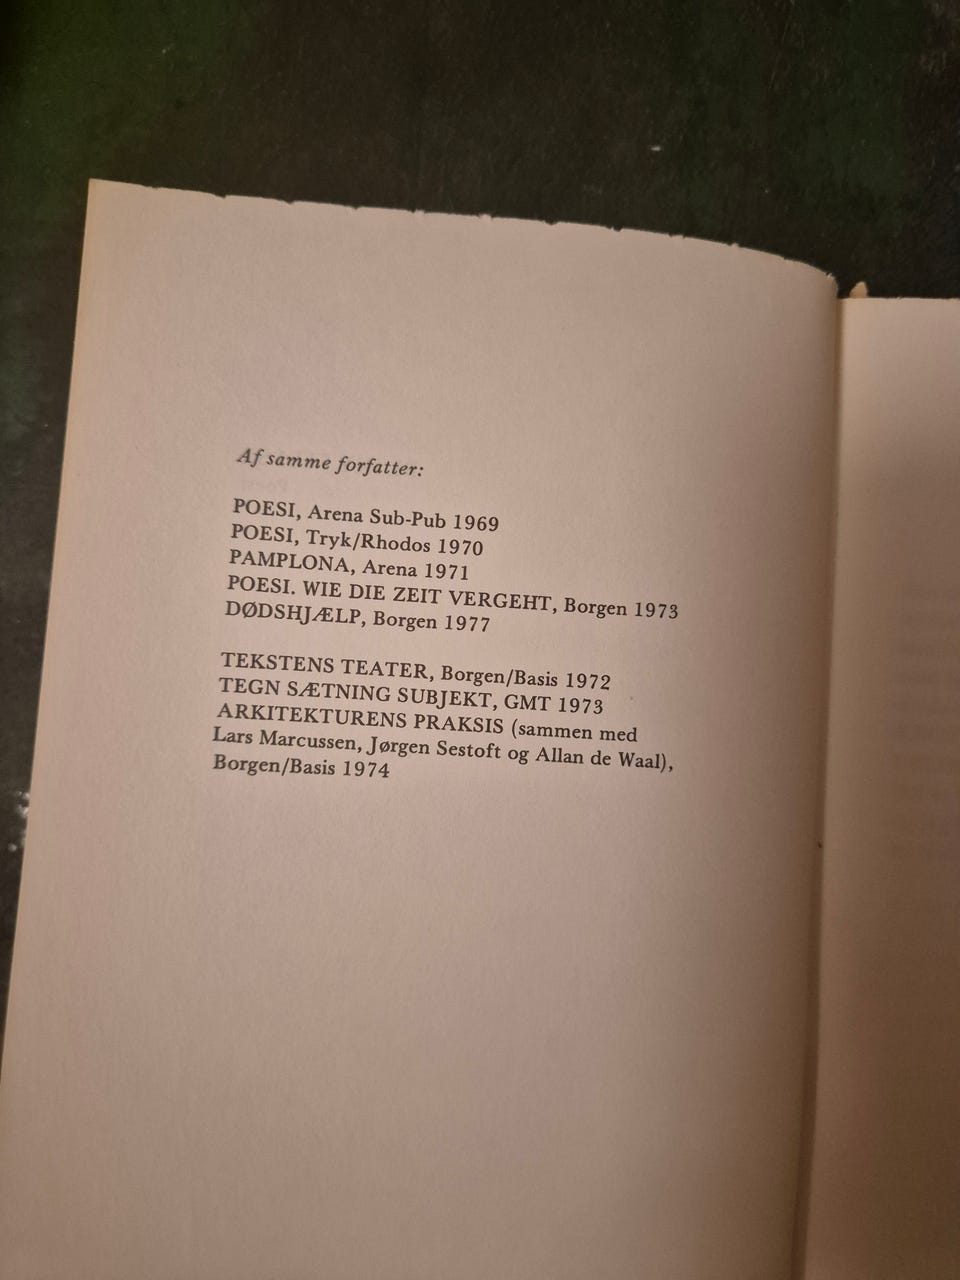 Af samme forfatter:
POESI, Arena Sub-Pub 1969
POESI, Tryk/Rhodos 1970
PAMPLONA, Arena 1971
POESI. WIE DIE ZEIT VERGEHT, Borgen 1973
DØDSHJÆLP, Borgen 1977
TEKSTENS TEATER, Borgen/Basis 1972
TEGN SÆTNING SUBJEKT, GMT 1973
ARKITEKTURENS PRAKSIS (sammen med
Lars Marcussen, Jørgen Sestoft og Allan de Waal),
Borgen/Basis 1974